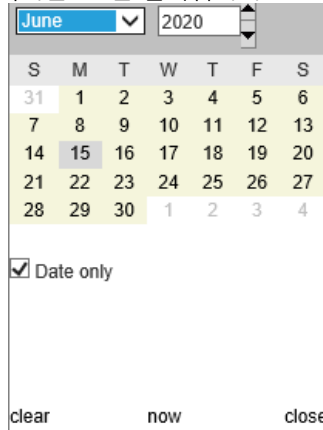 June 2020
S M T W T F S
31 1 2 3 4 5 6
7 8 9 10 11 12 13
14 15 16 17 18 19 20
21 22 23 24 25 26 27
28 29 30 1 2 3 4
Date only
clear now close